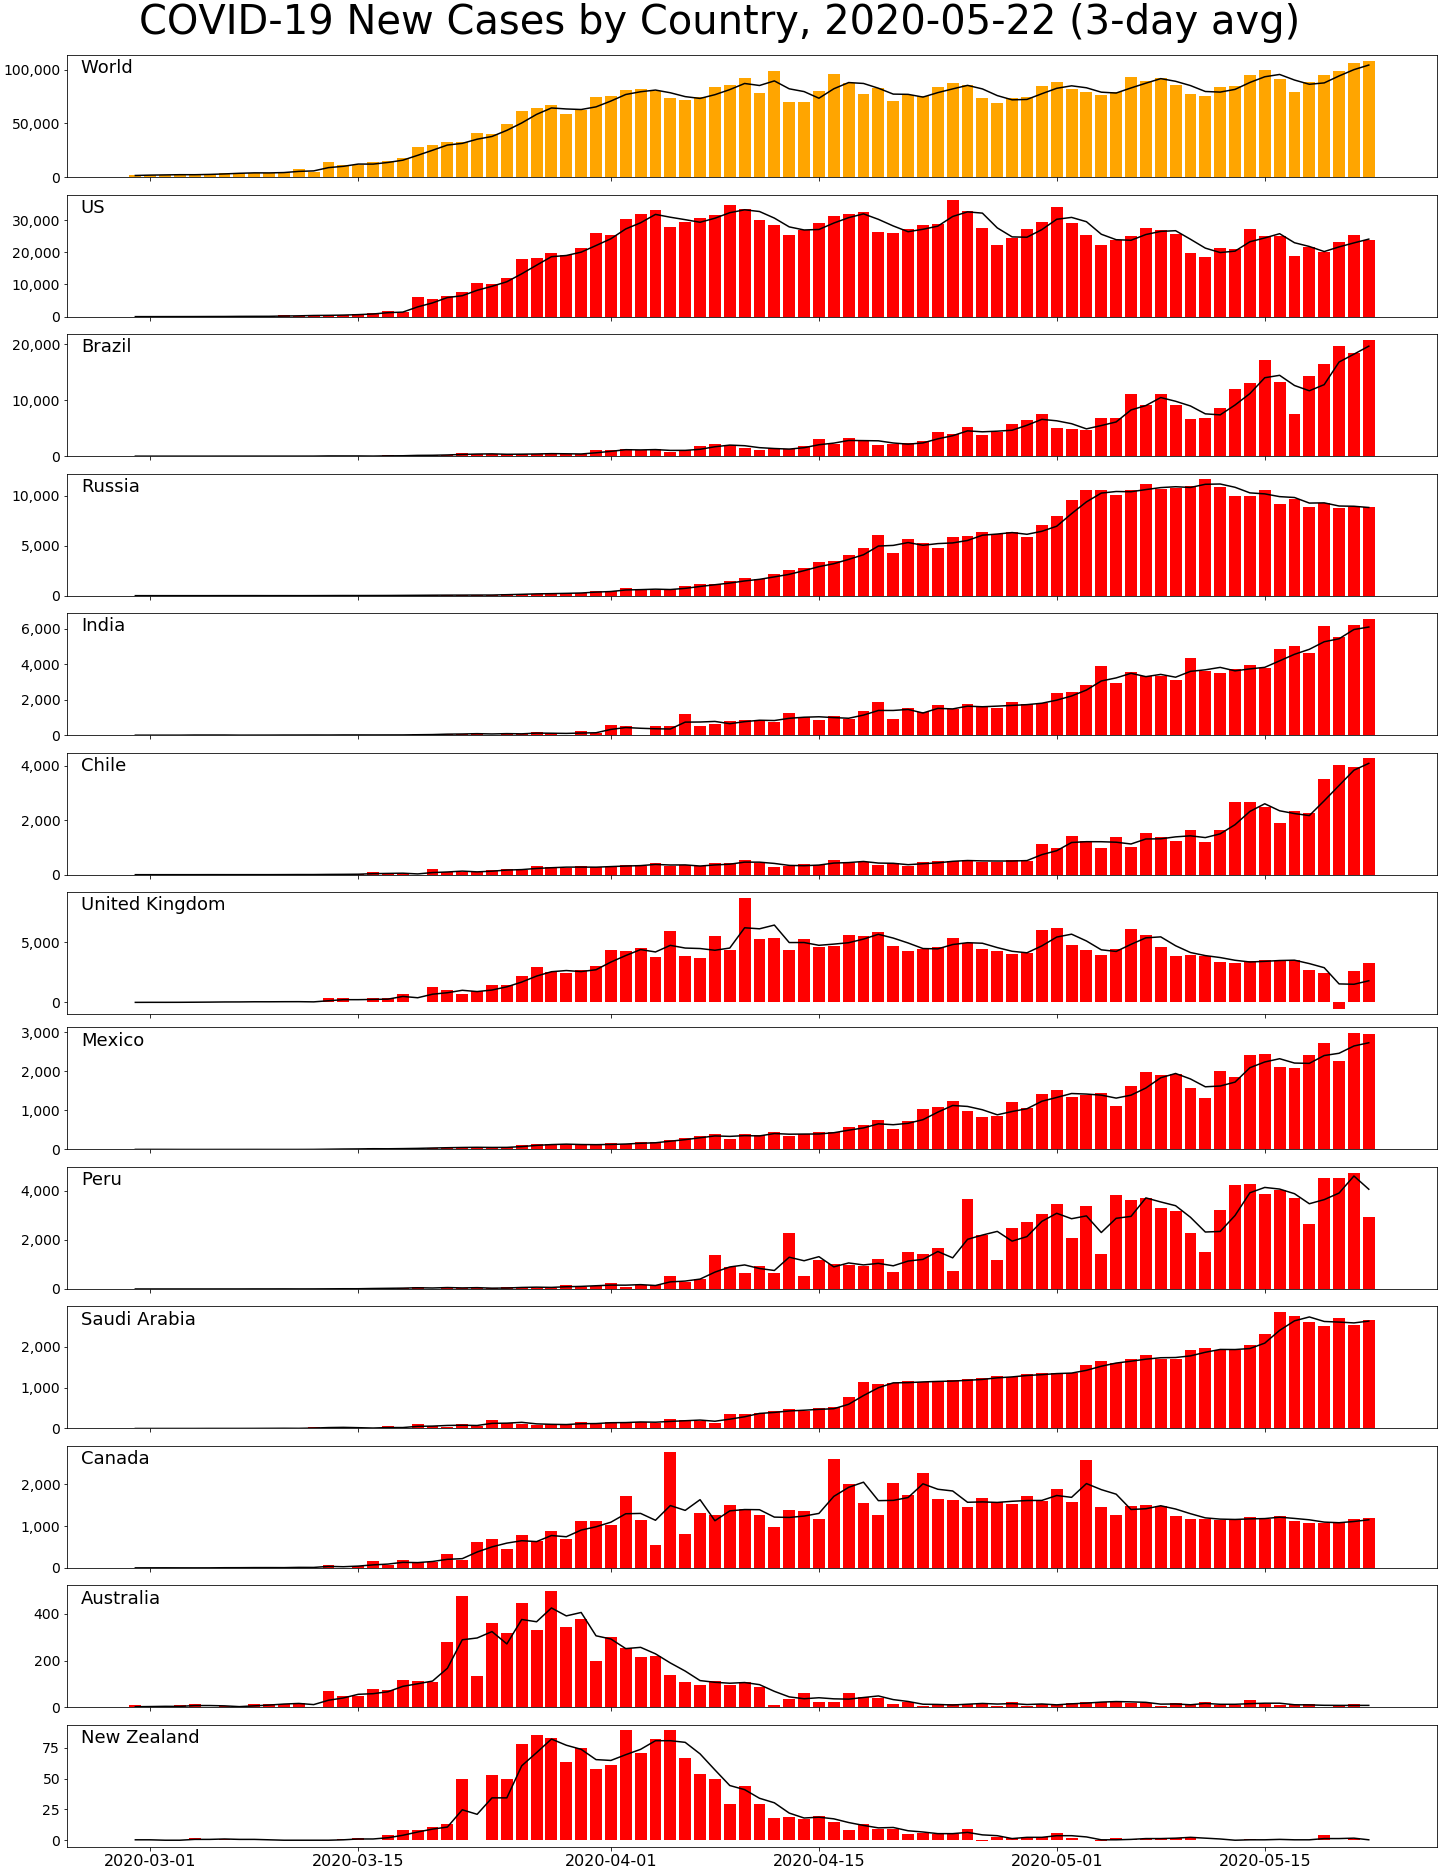 COVID-19 New Cases by Country, 2020-05-22 (3-day avg)
World
100,000
50,000
0
US
30,000
20,000
10,000
0
Brazil
20,000
10,000
0
Russia
10,000
5,000
0
India
6,000
4,000
2,000
0
Chile
4,000
2,000
0
United Kingdom
5,000
0
Mexico
3,000
2,000
1,000
0
Peru
4,000
2,000
0
Saudi Arabia
2,000
1,000
0
Canada
2,000
1,000
0
Australia
400
200
0
New Zealand
75
50
25
0
2020-03-01 2020-03-15 2020-04-01 2020-04-15 2020-05-01 2020-05-15